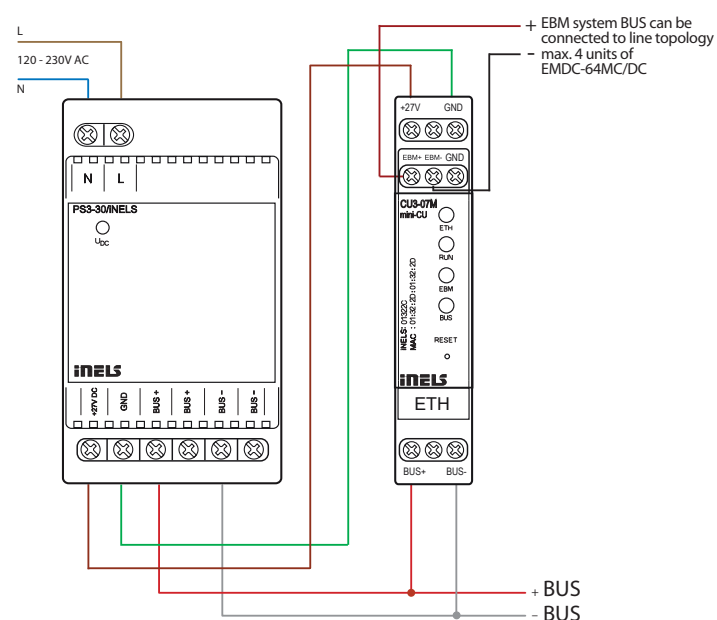 L
120 - 230V AC
N
+ EBM system BUS can be
connected to line topology
- max. 4 units of
EMDC-64MC/DC
N L
PS3-30/INELS
UDC
iNELS
+27V DC GND BUS + BUS + BUS – BUS –
+27V GND
EBM+ EBM- GND
CU3-07M
mini-CU
ETH
RUN
EBM
BUS
iNELS: 01322C
MAC : 01:32:2D:01:32:2D
RESET
iNELS
ETH
BUS+ BUS-
+ BUS
- BUS